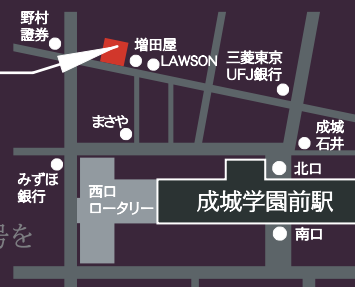 野村
證券
増田屋
LAWSON
三菱東京
UFJ銀行
まさや
成城
石井
みずほ
銀行
西口
ロータリー
北口
成城学園前駅
南口
号を